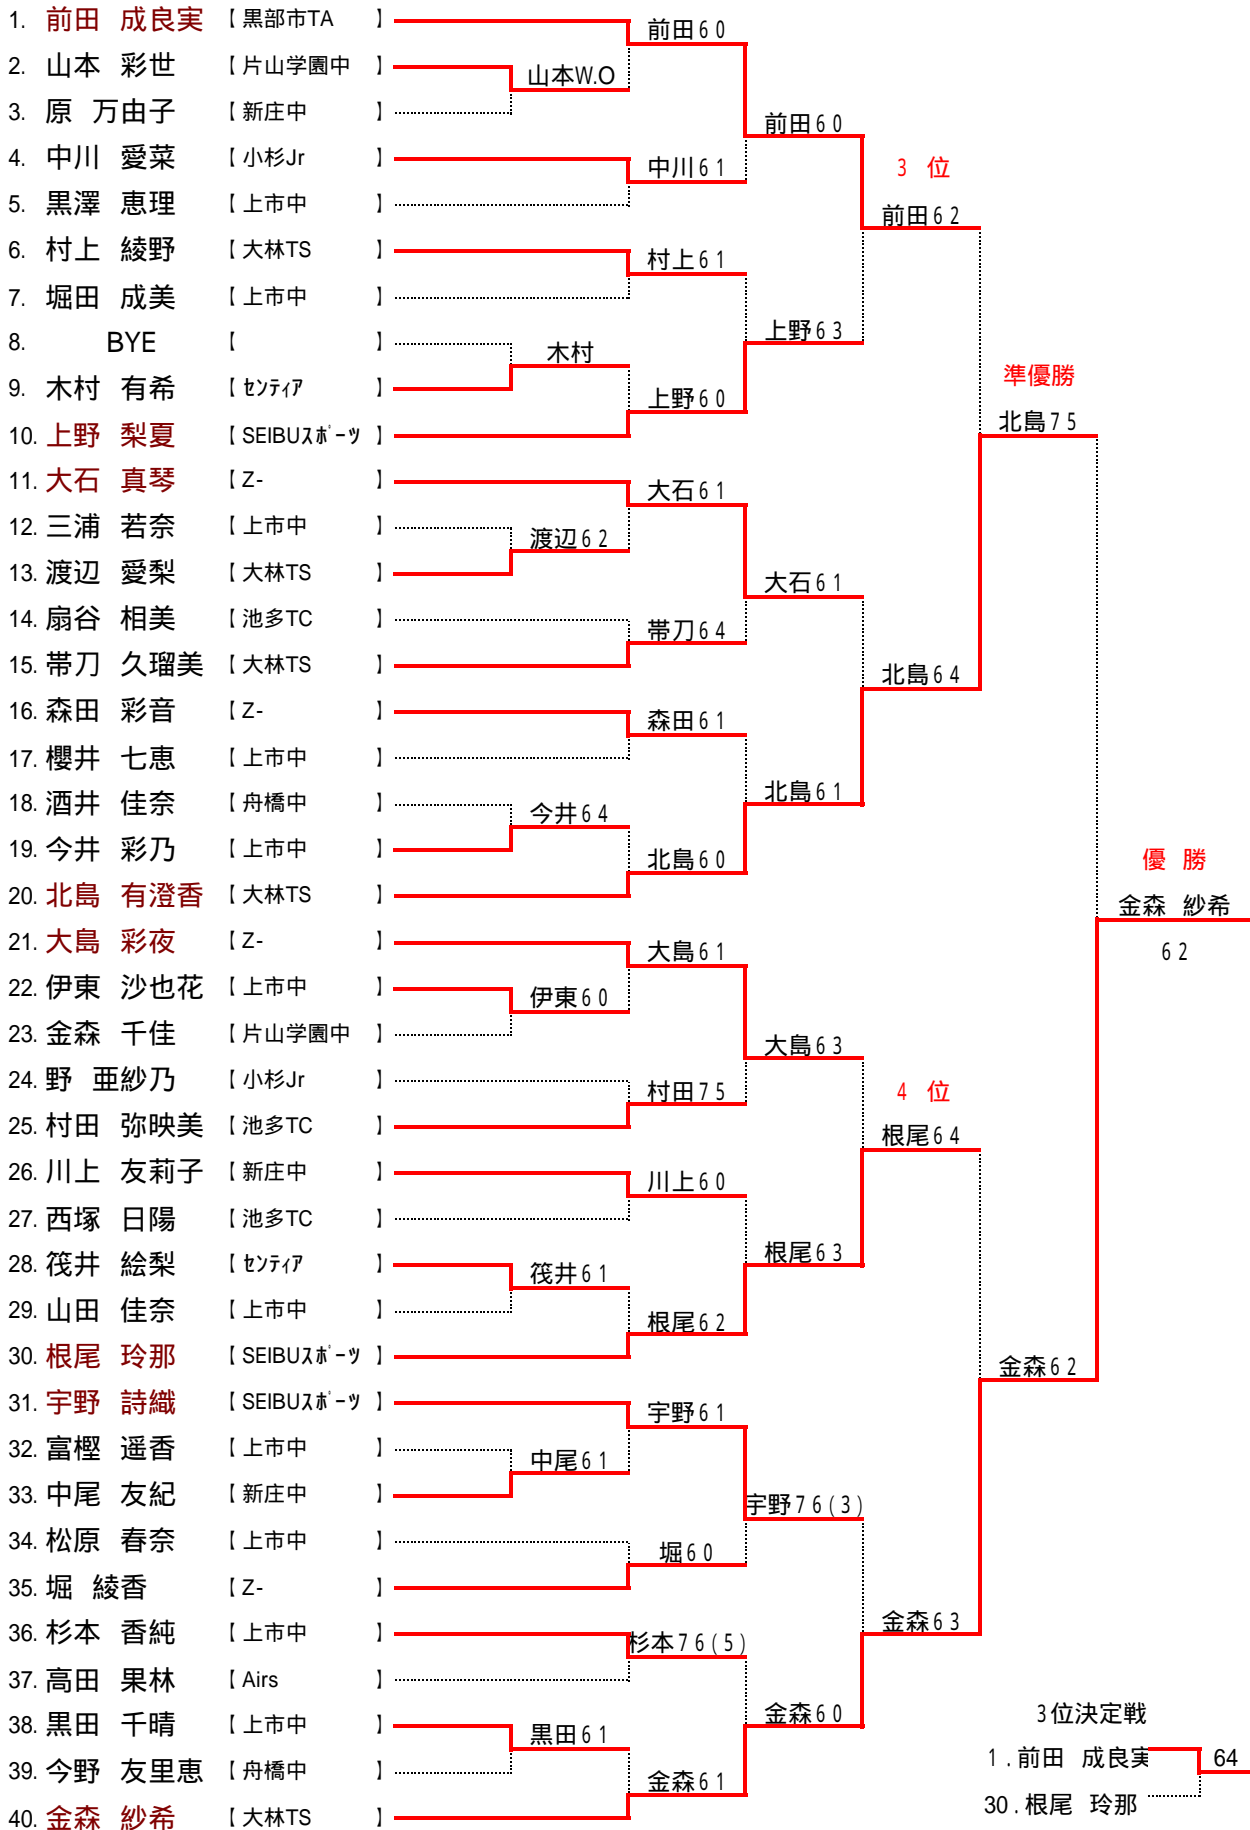 1. 前田 成良実 【 黒部市TA 】
前田6 0
2. 山本 彩世 【 片山学園中 】
山本W.O
3. 原 万由子 【 新庄中 】
前田6 0
4. 中川 愛菜 【 小杉Jr 】
中川6 1
3 位
5. 黒澤 恵理 【 上市中 】
前田6 2
6. 村上 綾野 【 大林TS 】
村上6 1
7. 堀田 成美 【 上市中 】
上野6 3
8. BYE 【 】
木村
9. 木村 有希 【 センティア 】
準優勝
上野6 0
北島7 5
10. 上野 梨夏 【 SEIBUスポーツ 】
11. 大石 真琴 【 Z- 】
大石6 1
12. 三浦 若奈 【 上市中 】
渡辺6 2
13. 渡辺 愛梨 【 大林TS 】
大石6 1
14. 扇谷 相美 【 池多TC 】
帯刀6 4
15. 帯刀 久瑠美 【 大林TS 】
北島6 4
16. 森田 彩音 【 Z- 】
森田6 1
17. 櫻井 七恵 【 上市中 】
北島6 1
18. 酒井 佳奈 【 舟橋中 】
今井6 4
19. 今井 彩乃 【 上市中 】
北島6 0
優 勝
20. 北島 有澄香 【 大林TS 】
金森 紗希
21. 大島 彩夜 【 Z- 】
大島6 1
6 2
22. 伊東 沙也花 【 上市中 】
伊東6 0
23. 金森 千佳 【 片山学園中 】
大島6 3
24. 野 亜紗乃 【 小杉Jr 】
村田7 5
4 位
25. 村田 弥映美 【 池多TC 】
根尾6 4
26. 川上 友莉子 【 新庄中 】
川上6 0
27. 西塚 日陽 【 池多TC 】
根尾6 3
28. 筏井 絵梨 【 センティア 】
筏井6 1
29. 山田 佳奈 【 上市中 】
根尾6 2
30. 根尾 玲那 【 SEIBUスポーツ 】
金森6 2
31. 宇野 詩織 【 SEIBUスポーツ 】
宇野6 1
32. 富樫 遥香 【 上市中 】
中尾6 1
33. 中尾 友紀 【 新庄中 】
宇野7 6(3)
34. 松原 春奈 【 上市中 】
堀6 0
35. 堀 綾香 【 Z- 】
金森6 3
36. 杉本 香純 【 上市中 】
杉本7 6(5)
37. 高田 果林 【 Airs 】
金森6 0
3位決定戦
38. 黒田 千晴 【 上市中 】
黒田6 1
1.前田 成良実
64
39. 今野 友里恵 【 舟橋中 】
金森6 1
30.根尾 玲那
40. 金森 紗希 【 大林TS 】